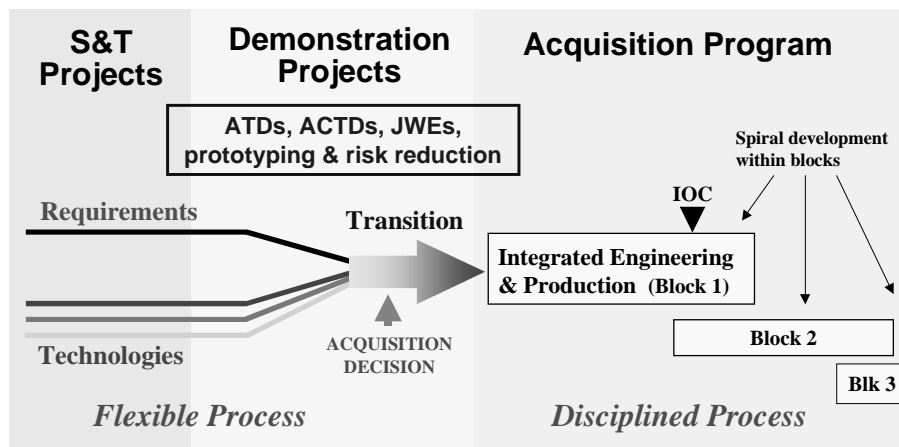 S&T
Projects
Demonstration
Projects
Acquisition Program
ATDs, ACTDs, JWEs,
prototyping & risk reduction
Spiral development
within blocks
Requirements
Transition
IOC
Integrated Engineering
& Production (Block 1)
Technologies
ACQUISITION
DECISION
Block 2
Blk 3
Flexible Process
Disciplined Process